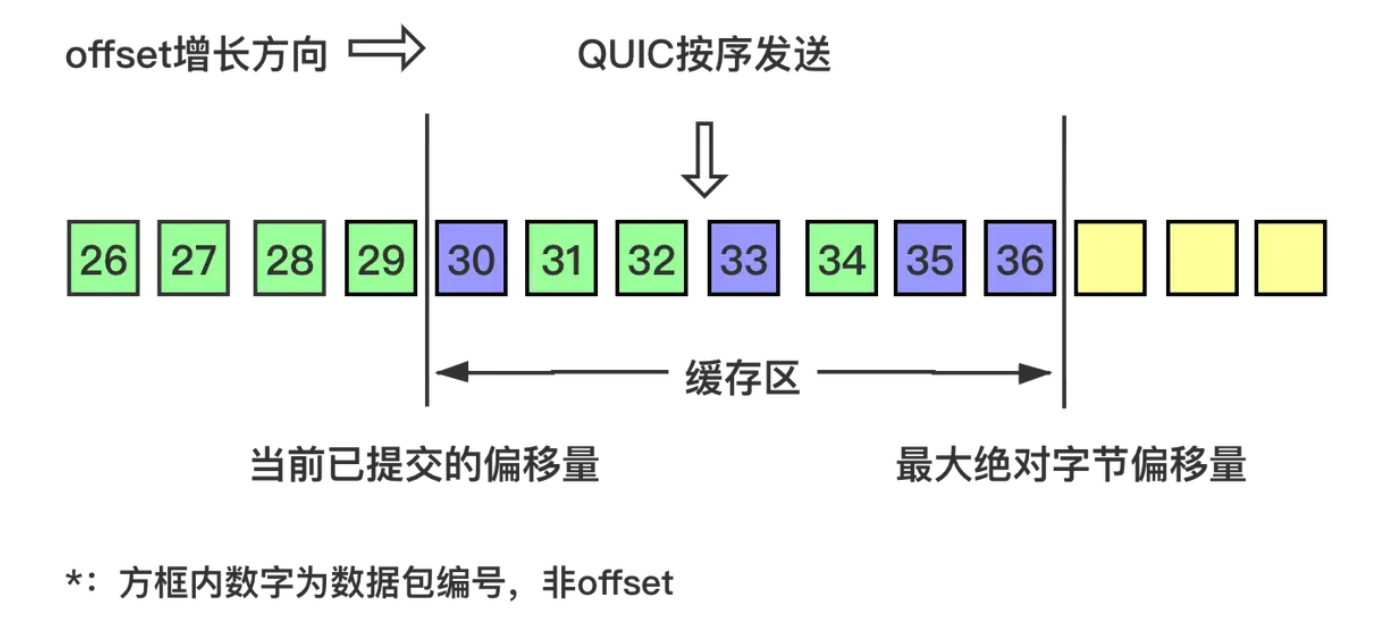 offset增长方向
QUIC按序发送
26 27 28 29 30 31 32 33 34 35 36
缓存区
当前已提交的偏移量
最大绝对字节偏移量
*：方框内数字为数据包编号，非offset